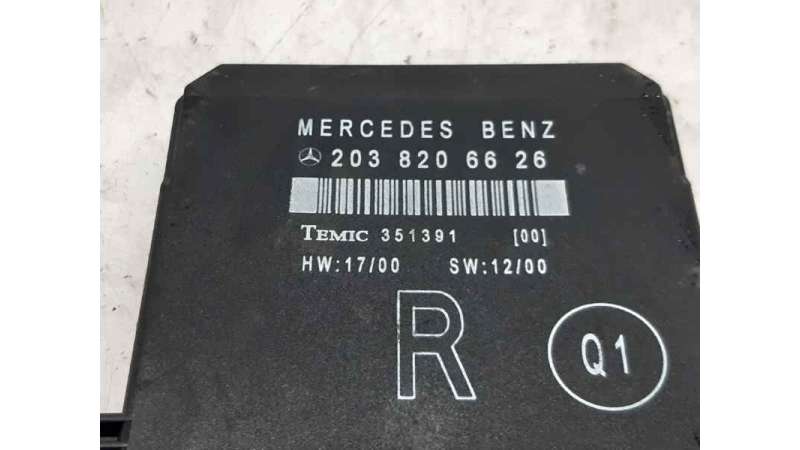 MERCEDES BENZ
203 820 66 26
TEMIC 351391 [00]
HW:17/00 SW:12/00
R
Q1